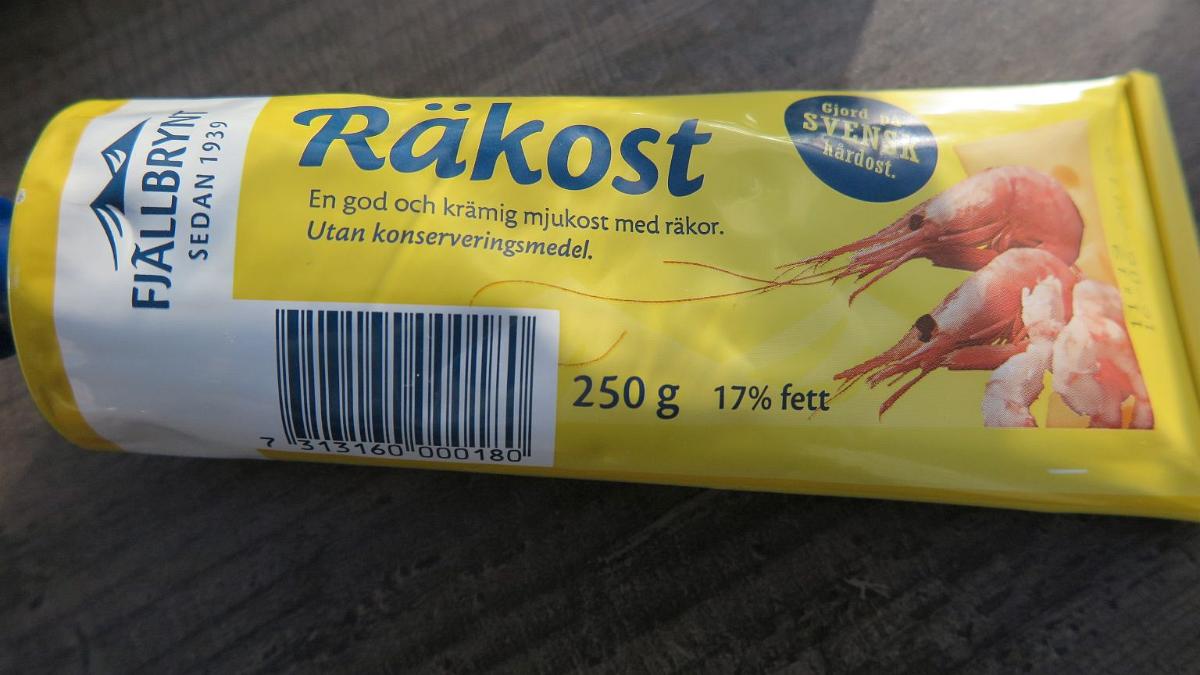 FJÄLLBRYNT
SEDAN 1939
Räkost
En god och krämig mjukost med räkor.
Utan konserveringsmedel.
Gjord på
SVENSK
hårdost.
250 g 17% fett
7 313160 000180